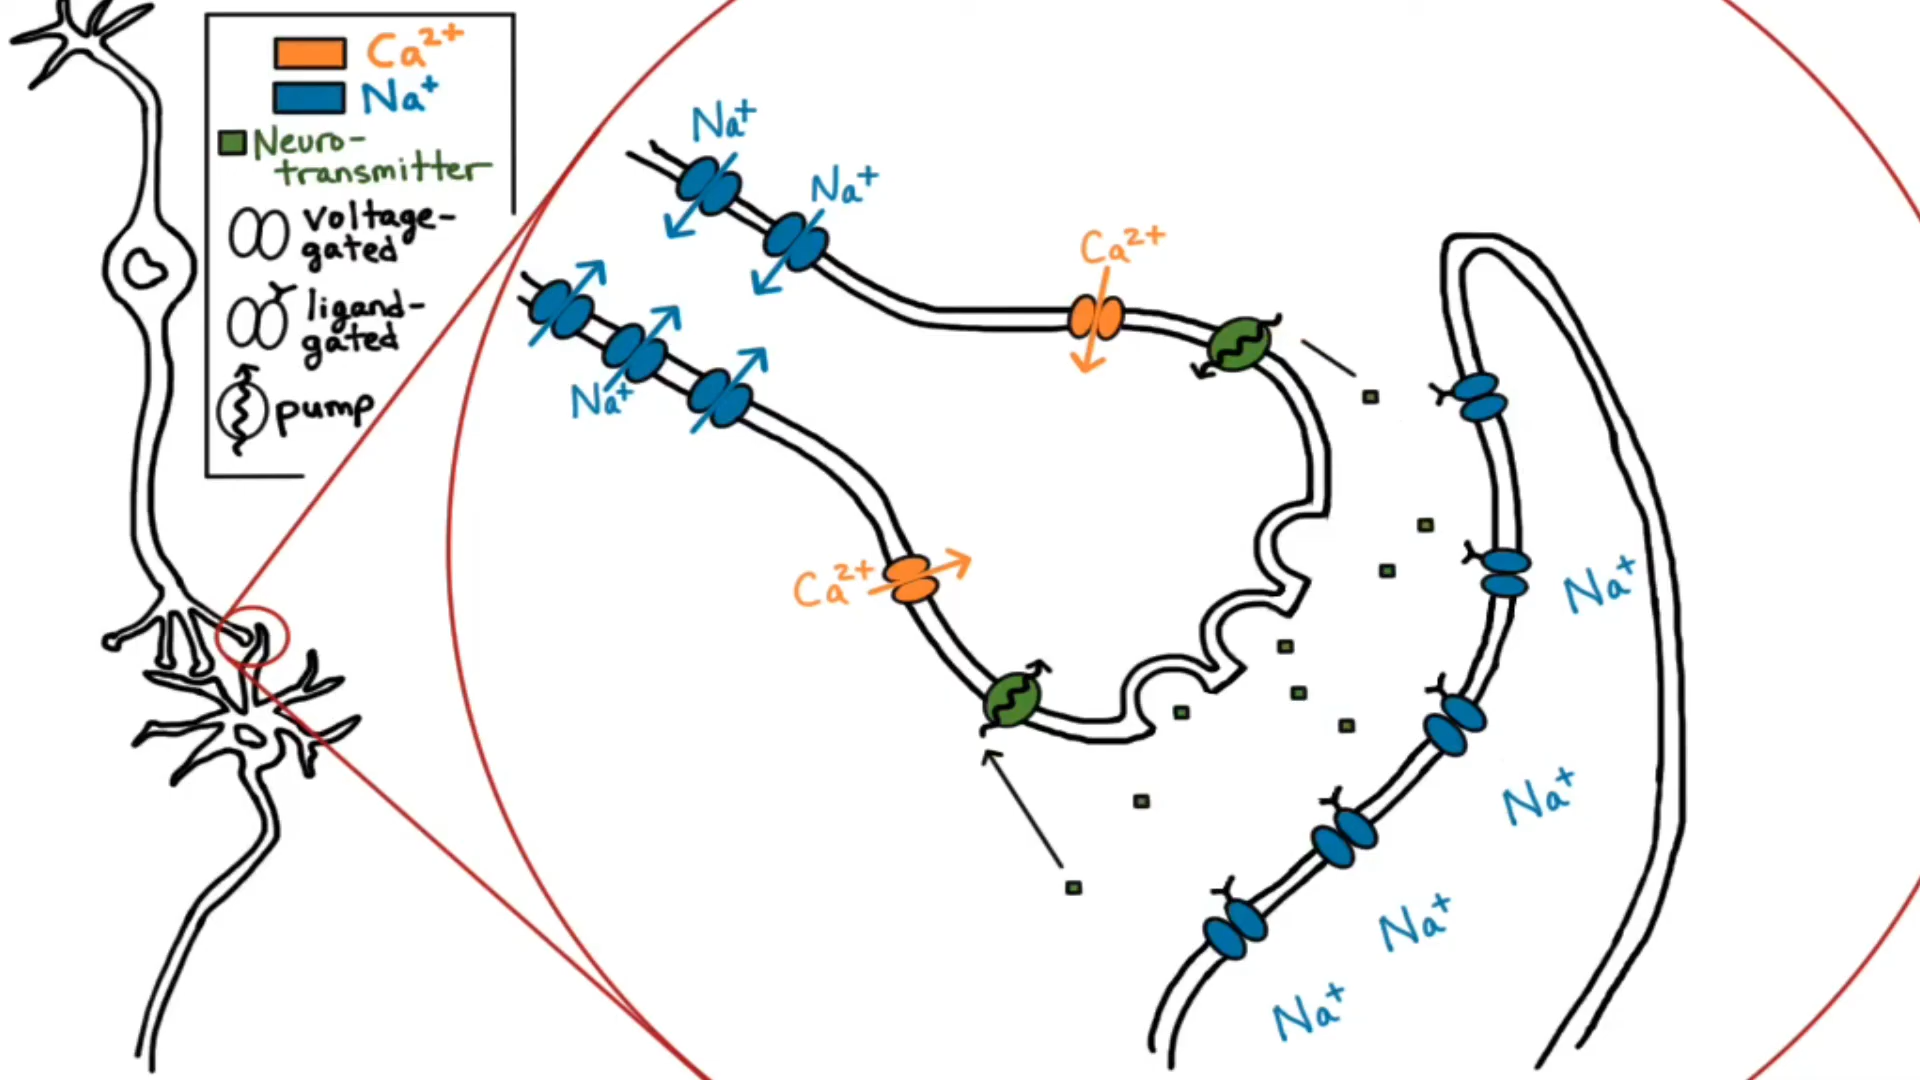 Ca²⁺
Na⁺
Neuro-
transmitter
voltage-
gated
ligand-
gated
pump
Na⁺
Na⁺
Ca²⁺
Na⁺
Ca²⁺
Na⁺
Na⁺
Na⁺
Na⁺